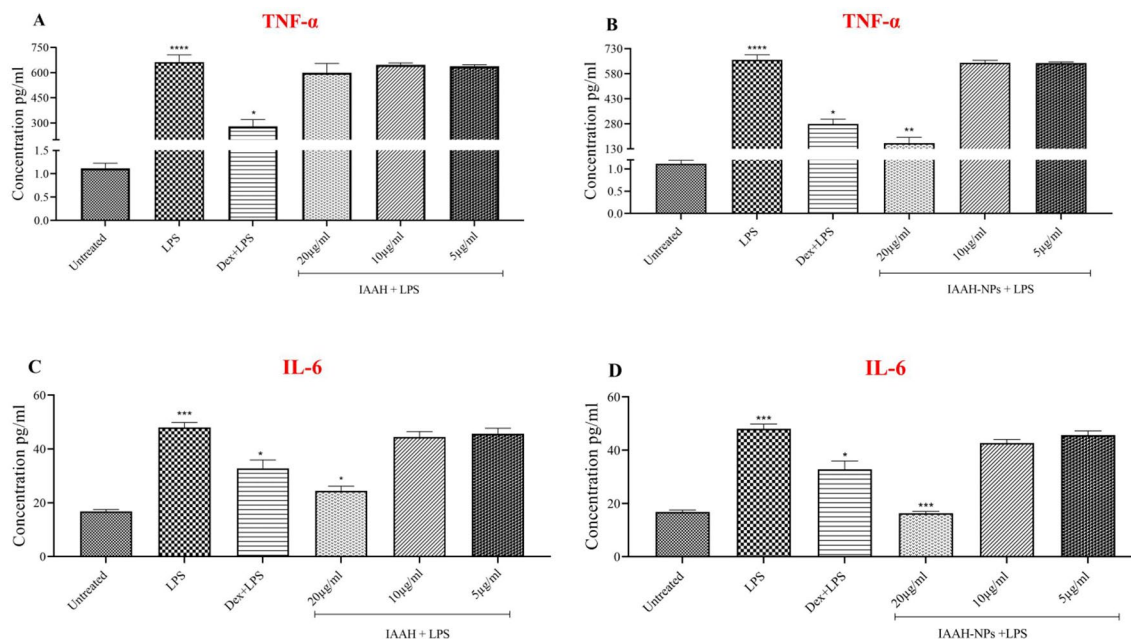 A
TNF-α
Concentration pg/ml
750
600
300
1.5
1.0
0.5
0.0
****
*
Untreated
LPS
Dex+LPS
20μg/ml
10μg/ml
5μg/ml
IAAH + LPS
B
TNF-α
Concentration pg/ml
730
580
430
280
130
1.0
0.5
0.0
****
*
**
Untreated
LPS
Dex+LPS
20μg/ml
10μg/ml
5μg/ml
IAAH-NPs + LPS
C
IL-6
Concentration pg/ml
60
40
20
0
***
*
*
Untreated
LPS
Dex+LPS
20μg/ml
10μg/ml
5μg/ml
IAAH + LPS
D
IL-6
Concentration pg/ml
60
40
20
0
***
*
***
Untreated
LPS
Dex+LPS
20μg/ml
10μg/ml
5μg/ml
IAAH-NPs +LPS